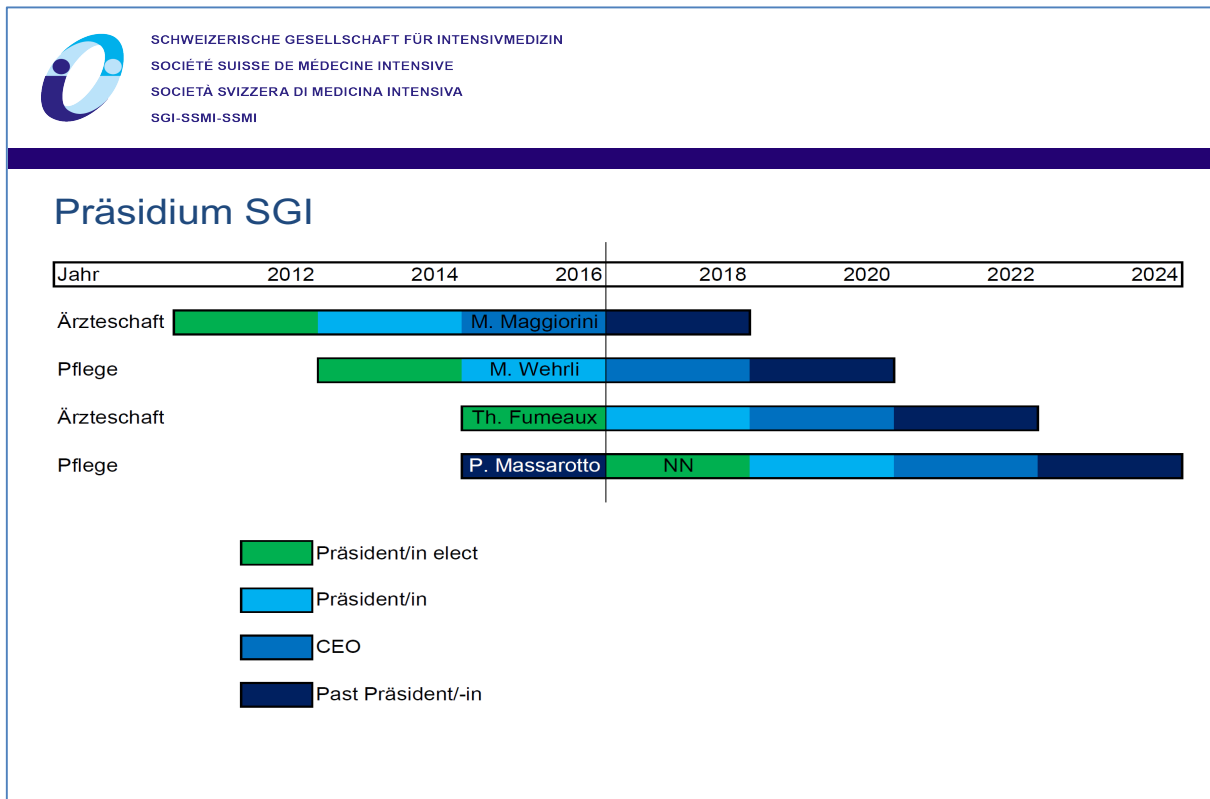 SCHWEIZERISCHE GESELLSCHAFT FÜR INTENSIVMEDIZIN
SOCIÉTÉ SUISSE DE MÉDECINE INTENSIVE
SOCIETÀ SVIZZERA DI MEDICINA INTENSIVA
SGI-SSMI-SSMI
Präsidium SGI
Jahr 2012 2014 2016 2018 2020 2022 2024
Ärzteschaft M. Maggiorini
Pflege M. Wehrli
Ärzteschaft Th. Fumeaux
Pflege P. Massarotto NN
Präsident/in elect
Präsident/in
CEO
Past Präsident/-in